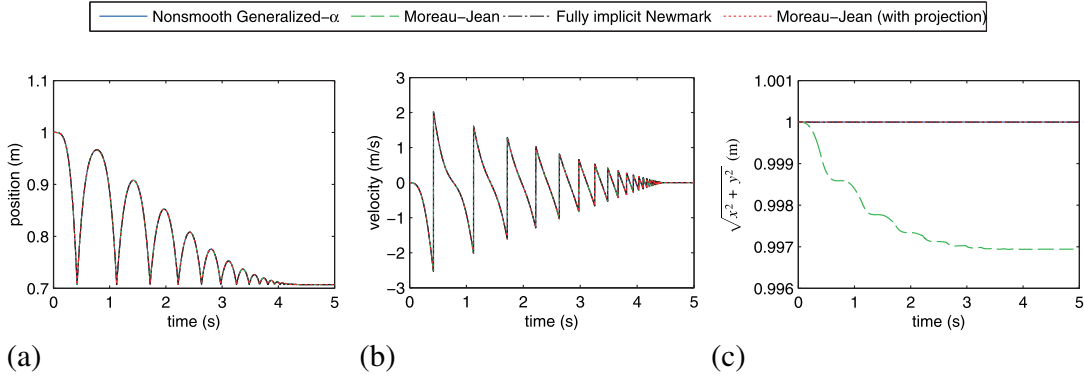 Nonsmooth Generalized-α Moreau-Jean Fully implicit Newmark Moreau-Jean (with projection)
1.1
1
0.9
0.8
0.7
position (m)
0 1 2 3 4 5
time (s)
(a)
3
2
1
0
−1
−2
−3
velocity (m/s)
0 1 2 3 4 5
time (s)
(b)
1.001
1
0.999
0.998
0.997
0.996
√x² + y² (m)
0 1 2 3 4 5
time (s)
(c)